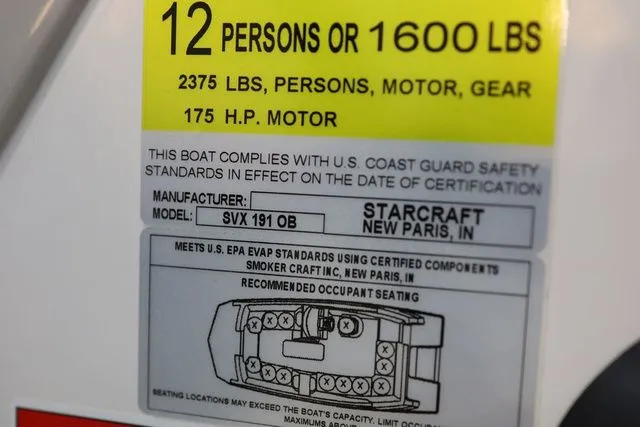 12 PERSONS OR 1600 LBS
2375 LBS, PERSONS, MOTOR, GEAR
175 H.P. MOTOR
THIS BOAT COMPLIES WITH U.S. COAST GUARD SAFETY
STANDARDS IN EFFECT ON THE DATE OF CERTIFICATION
MANUFACTURER: STARCRAFT
MODEL: SVX 191 OB NEW PARIS, IN
MEETS U.S. EPA EVAP STANDARDS USING CERTIFIED COMPONENTS
SMOKER CRAFT INC, NEW PARIS, IN
RECOMMENDED OCCUPANT SEATING
X X X X
X
X X X X X X X X
SEATING LOCATIONS MAY EXCEED THE BOAT'S CAPACITY. LIMIT
MAXIMUMS